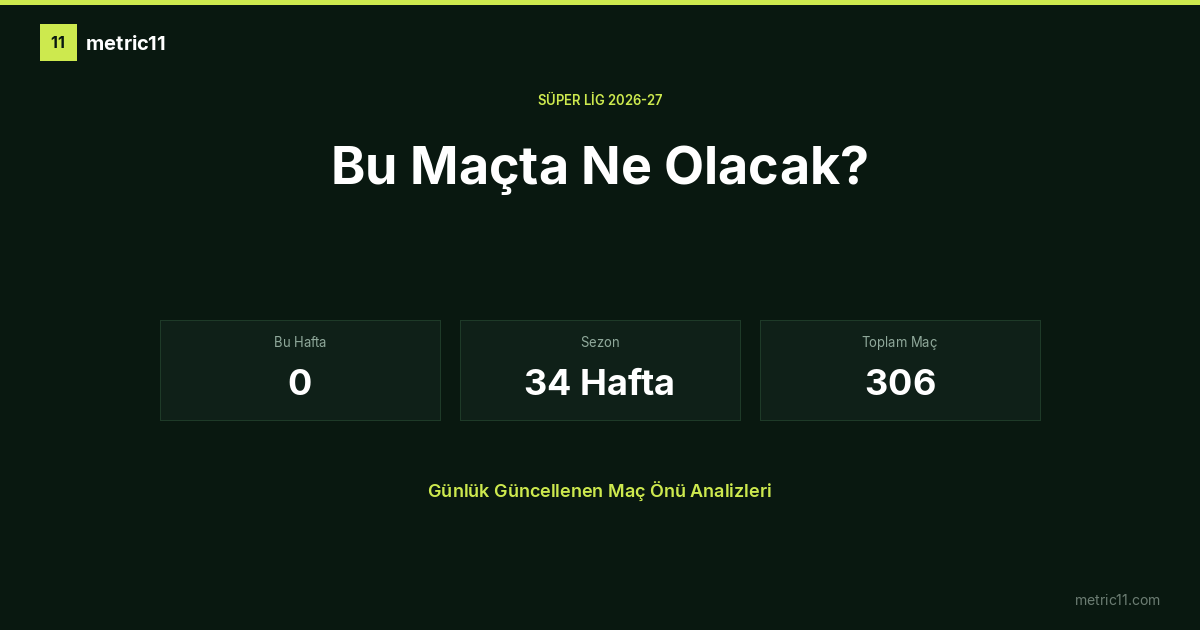 11 metric11
SÜPER LİG 2026-27
Bu Maçta Ne Olacak?
Bu Hafta
0
Sezon
34 Hafta
Toplam Maç
306
Günlük Güncellenen Maç Önü Analizleri
metric11.com